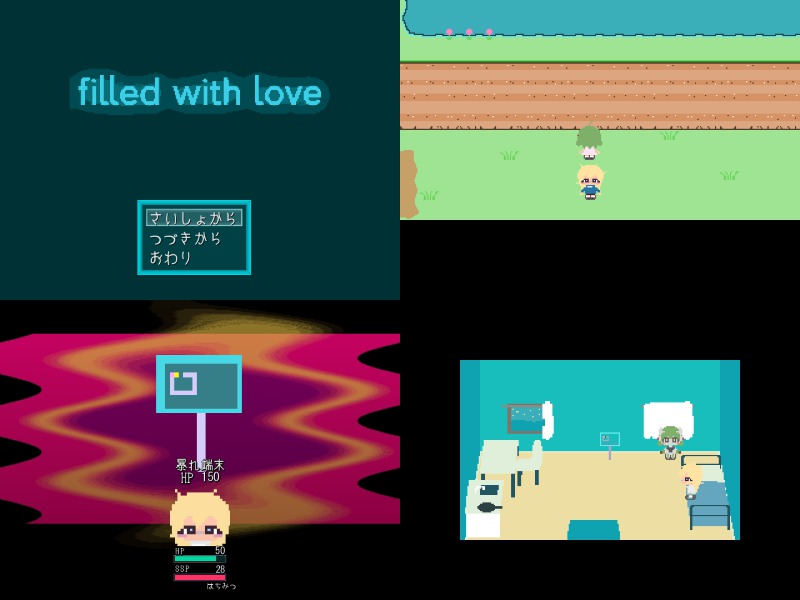 filled with love
さいしょから
つづきから
おわり
暴れ端末
HP 150
HP 50
SSP 28
はちみつ